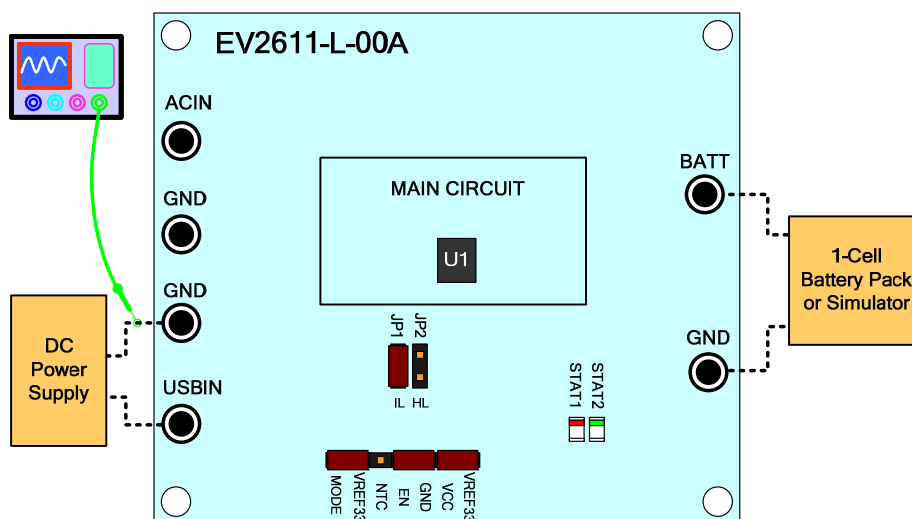 EV2611-L-00A
ACIN
GND
GND
USBIN
DC
Power
Supply
MAIN CIRCUIT
U1
BATT
GND
1-Cell
Battery Pack
or Simulator
JP1
JP2
IL
HL
STAT1
STAT2
MODE
VREF33
NTC
EN
GND
VCC
VREF33